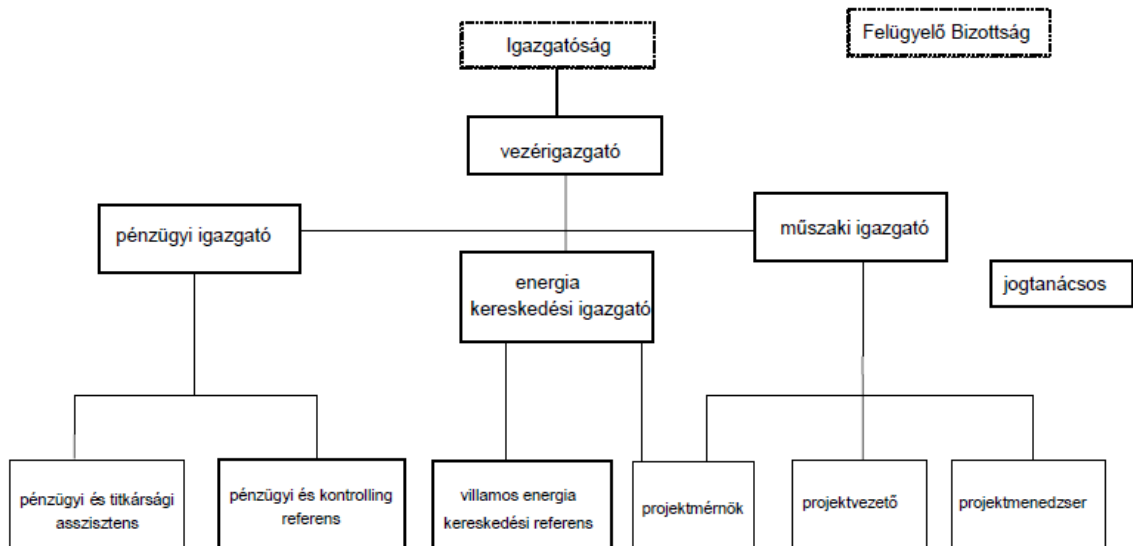 Igazgatóság
Felügyelő Bizottság
vezérigazgató
pénzügyi igazgató
műszaki igazgató
energia
kereskedési igazgató
jogtanácsos
pénzügyi és titkársági
asszisztens
pénzügyi és kontrolling
referens
villamos energia
kereskedési referens
projektmérnök
projektvezető
projektmenedzser